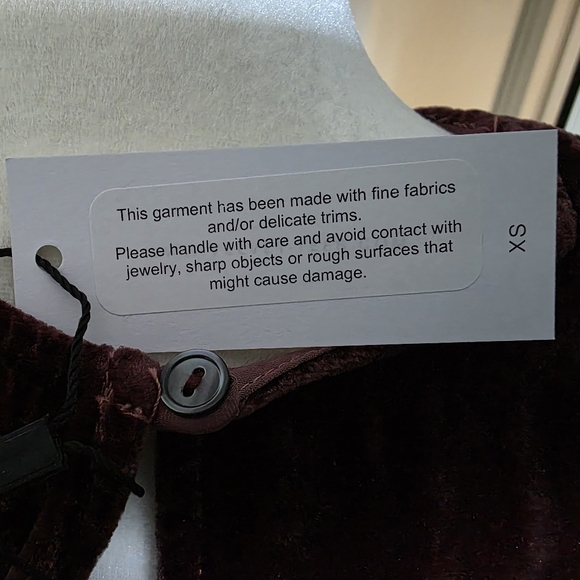 This garment has been made with fine fabrics
and/or delicate trims.
Please handle with care and avoid contact with
jewelry, sharp objects or rough surfaces that
might cause damage.
XS